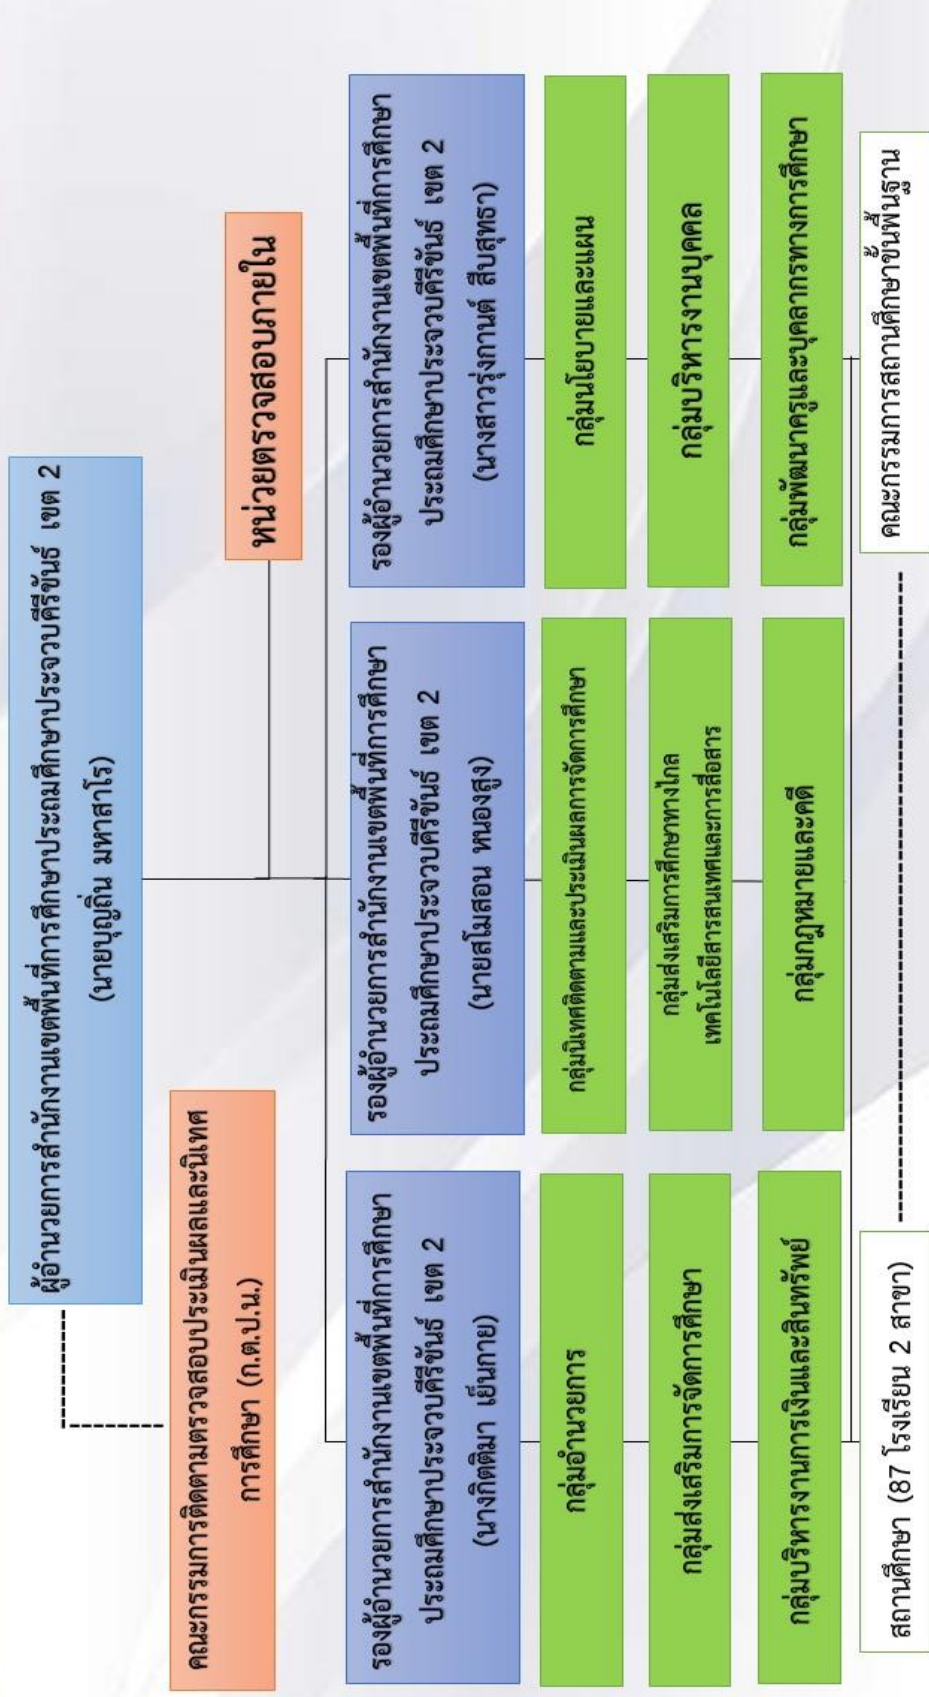 ผู้อำนวยการสำนักงานเขตพื้นที่การศึกษาประถมศึกษาประจวบคีรีขันธ์ เขต 2
(นายบุญถิ่น มหาสาโร)
คณะกรรมการติดตามตรวจสอบประเมินผลและนิเทศ
การศึกษา (ก.ต.ป.น.)
หน่วยตรวจสอบภายใน
รองผู้อำนวยการสำนักงานเขตพื้นที่การศึกษา
ประถมศึกษาประจวบคีรีขันธ์ เขต 2
(นางกิตติมา เย็นกาย)
รองผู้อำนวยการสำนักงานเขตพื้นที่การศึกษา
ประถมศึกษาประจวบคีรีขันธ์ เขต 2
(นายสโมสอน หนองสูง)
รองผู้อำนวยการสำนักงานเขตพื้นที่การศึกษา
ประถมศึกษาประจวบคีรีขันธ์ เขต 2
(นางสาวรุ่งกานต์ สืบสุทธา)
กลุ่มอำนวยการ
กลุ่มนิเทศติดตามและประเมินผลการจัดการศึกษา
กลุ่มนโยบายและแผน
กลุ่มส่งเสริมการจัดการศึกษา
กลุ่มส่งเสริมการศึกษาทางไกล
เทคโนโลยีสารสนเทศและการสื่อสาร
กลุ่มบริหารงานบุคคล
กลุ่มบริหารงานการเงินและสินทรัพย์
กลุ่มกฎหมายและคดี
กลุ่มพัฒนาครูและบุคลากรทางการศึกษา
สถานศึกษา (87 โรงเรียน 2 สาขา)
คณะกรรมการสถานศึกษาขั้นพื้นฐาน